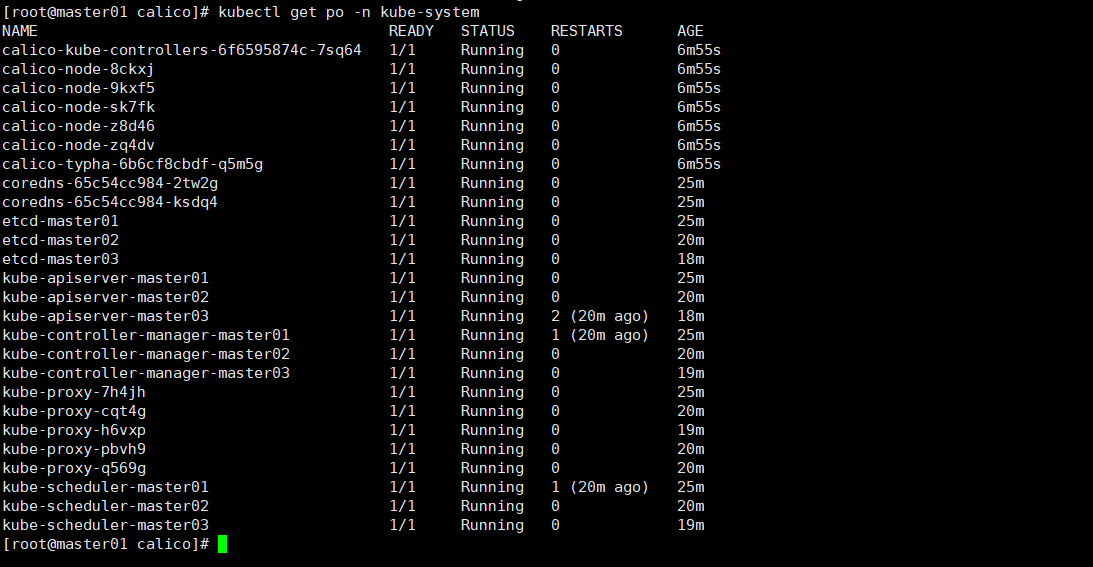 [root@master01 calico]# kubectl get po -n kube-system
NAME READY STATUS RESTARTS AGE
calico-kube-controllers-6f6595874c-7sq64 1/1 Running 0 6m55s
calico-node-8ckxj 1/1 Running 0 6m55s
calico-node-9kxf5 1/1 Running 0 6m55s
calico-node-sk7fk 1/1 Running 0 6m55s
calico-node-z8d46 1/1 Running 0 6m55s
calico-node-zq4dv 1/1 Running 0 6m55s
calico-typha-6b6cf8cbdf-q5m5g 1/1 Running 0 6m55s
coredns-65c54cc984-2tw2g 1/1 Running 0 25m
coredns-65c54cc984-ksdq4 1/1 Running 0 25m
etcd-master01 1/1 Running 0 25m
etcd-master02 1/1 Running 0 20m
etcd-master03 1/1 Running 0 18m
kube-apiserver-master01 1/1 Running 0 25m
kube-apiserver-master02 1/1 Running 0 20m
kube-apiserver-master03 1/1 Running 2 (20m ago) 18m
kube-controller-manager-master01 1/1 Running 1 (20m ago) 25m
kube-controller-manager-master02 1/1 Running 0 20m
kube-controller-manager-master03 1/1 Running 0 19m
kube-proxy-7h4jh 1/1 Running 0 25m
kube-proxy-cqt4g 1/1 Running 0 20m
kube-proxy-h6vxp 1/1 Running 0 19m
kube-proxy-pbvh9 1/1 Running 0 20m
kube-proxy-q569g 1/1 Running 0 20m
kube-scheduler-master01 1/1 Running 1 (20m ago) 25m
kube-scheduler-master02 1/1 Running 0 20m
kube-scheduler-master03 1/1 Running 0 19m
[root@master01 calico]#